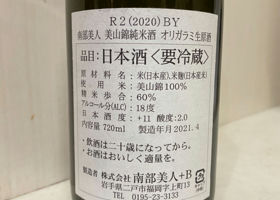 R2(2020)BY
南部美人 美山錦純米酒 オリガラミ生原酒
品目:日本酒<要冷蔵>
原材料名:米(日本産)、米麹(日本産米)
使用米:美山錦100%
精米歩合:60%
アルコール分(ALC):18度
日本酒度:+11 酸度:2.0
内容量720ml 製造年月2021.4
・飲酒は二十歳になってから。
・お酒はおいしく適量を。
製造者 株式会社南部美人+B
岩手県二戸市福岡字上町13
TEL 0195-23-3133